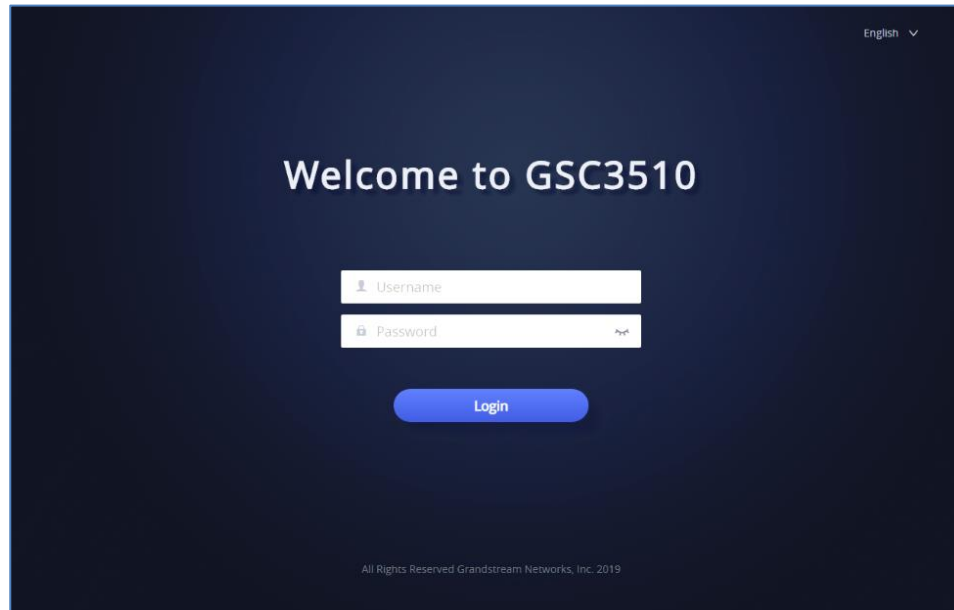 English
Welcome to GSC3510
Username
Password
Login
All Rights Reserved Grandstream Networks, Inc. 2019